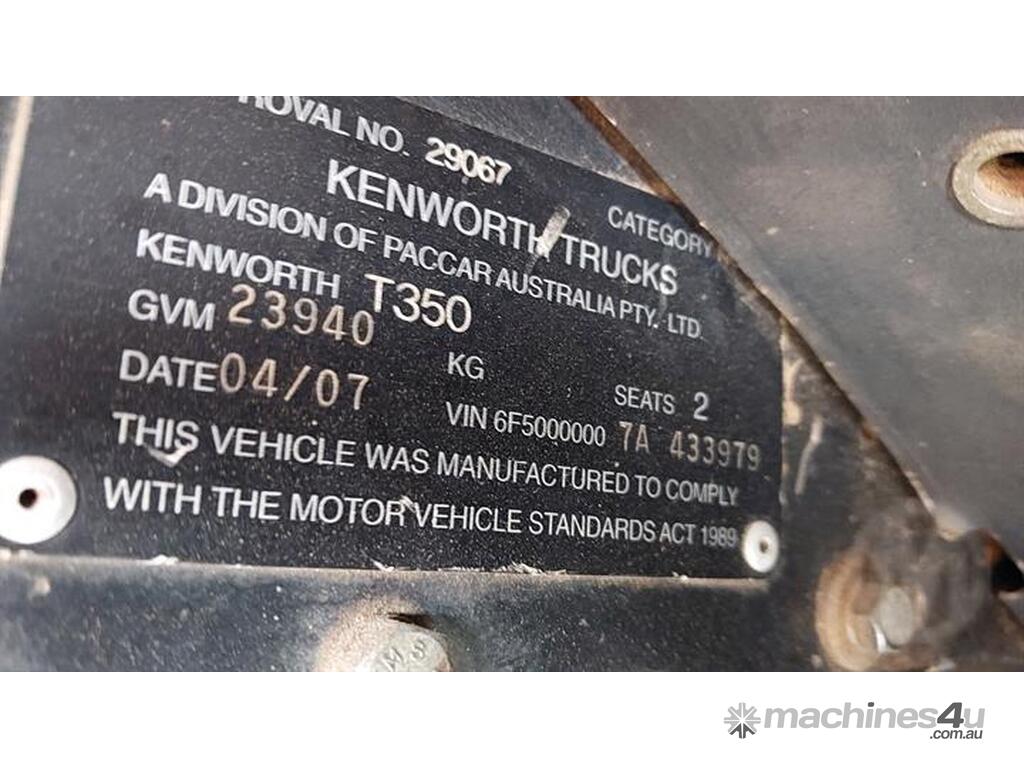 ROVAL NO. 29067
CATEGORY
KENWORTH TRUCKS
A DIVISION OF PACCAR AUSTRALIA PTY. LTD.
KENWORTH T350
GVM 23940 KG
SEATS 2
DATE 04/07
VIN 6F5000000 7A 433979
THIS VEHICLE WAS MANUFACTURED TO COMPLY
WITH THE MOTOR VEHICLE STANDARDS ACT 1989
M.S
machines4u
.com.au